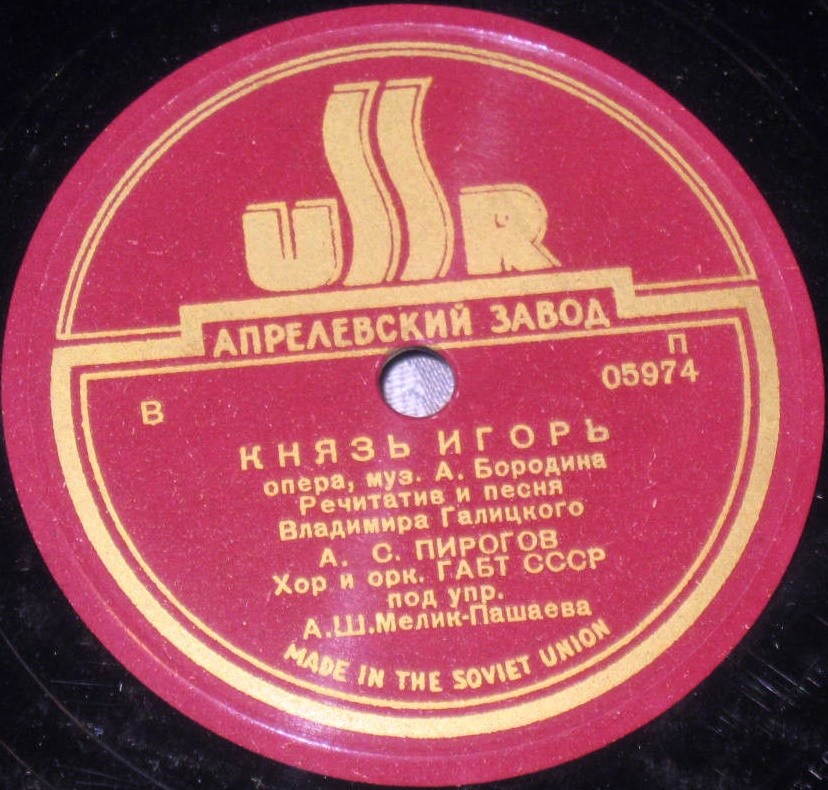 USSR
АПРЕЛЕВСКИЙ ЗАВОД
П
В 05974
КНЯЗЬ ИГОРЬ
опера, муз. А. Бородина
Речитатив и песня
Владимира Галицкого
А. С. ПИРОГОВ
Хор и орк. ГАБТ СССР
под упр.
А.Ш.Мелик-Пашаева
MADE IN THE SOVIET UNION